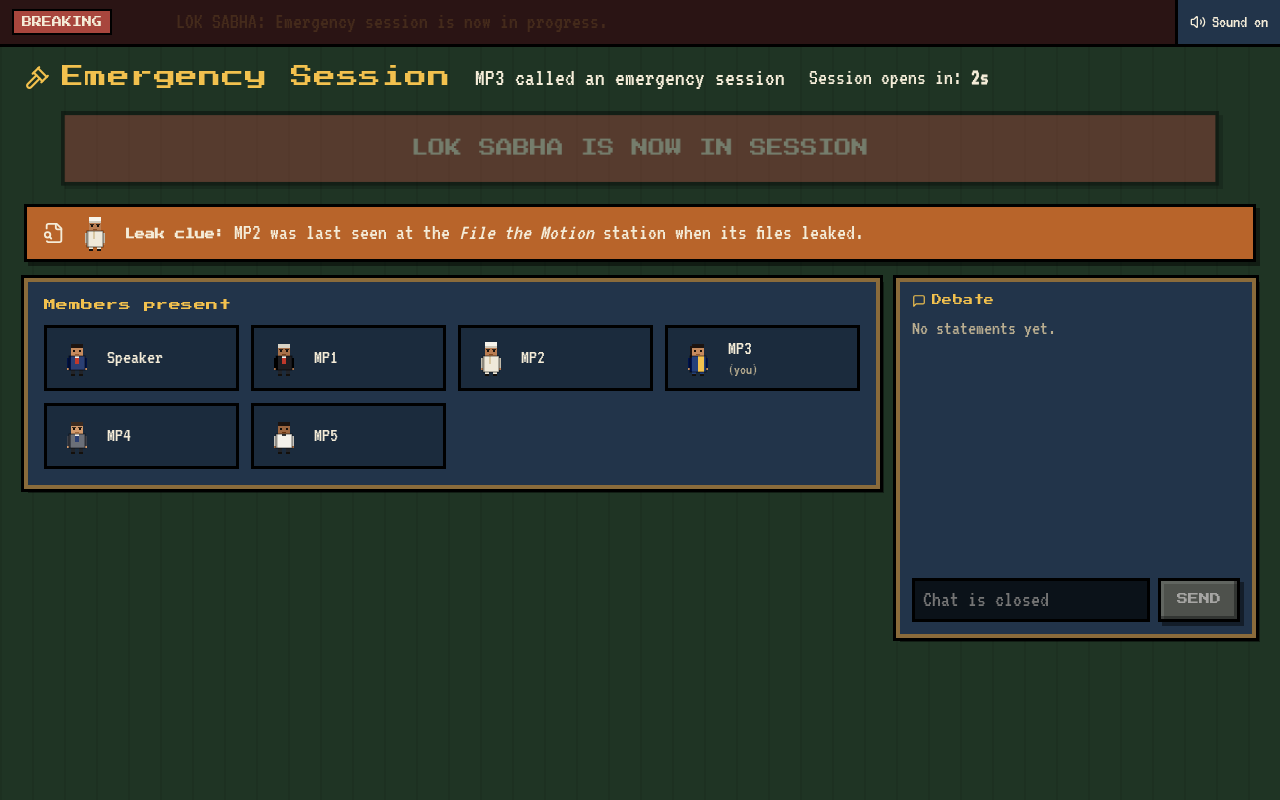 BREAKING
LOK SABHA: Emergency session is now in progress.
Sound on
Emergency Session
MP3 called an emergency session
Session opens in: 2s
LOK SABHA IS NOW IN SESSION
Leak clue: MP2 was last seen at the File the Motion station when its files leaked.
Members present
Speaker
MP1
MP2
MP3
(you)
MP4
MP5
Debate
No statements yet.
Chat is closed
SEND